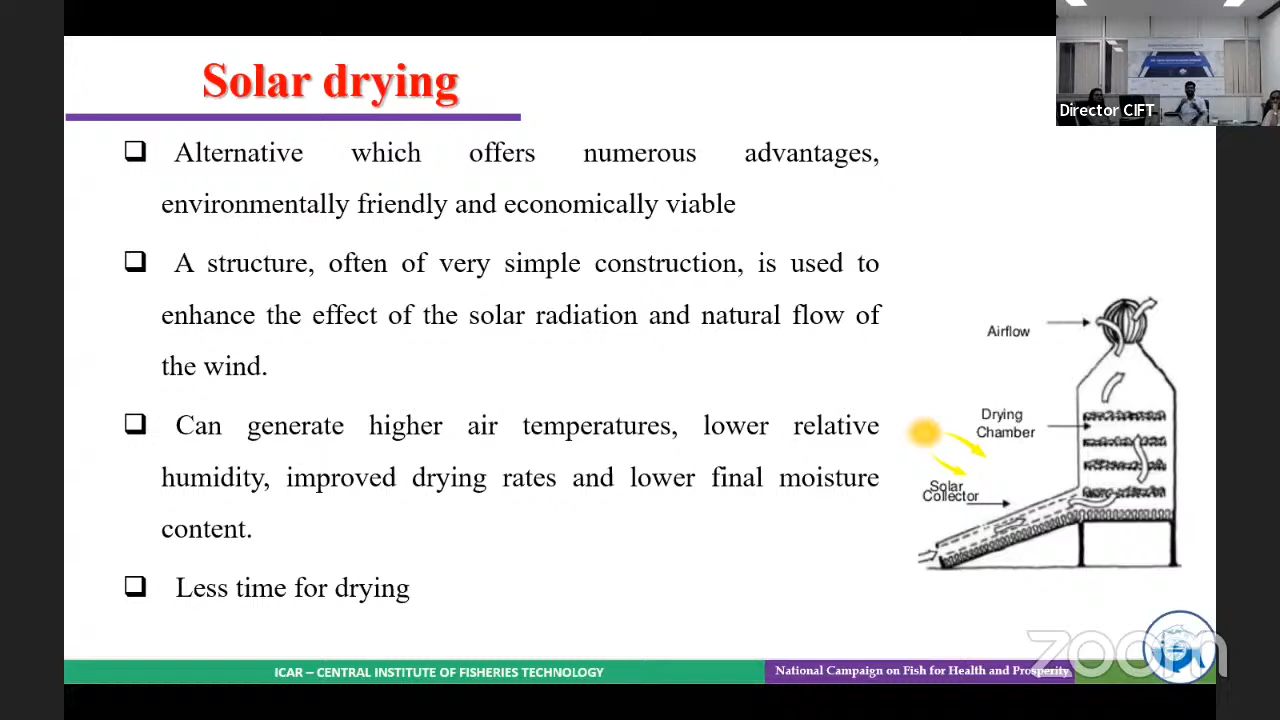 Solar drying
Director CIFT
❑ Alternative which offers numerous advantages,
environmentally friendly and economically viable
❑ A structure, often of very simple construction, is used to
enhance the effect of the solar radiation and natural flow of
the wind.
❑ Can generate higher air temperatures, lower relative
humidity, improved drying rates and lower final moisture
content.
❑ Less time for drying
Airflow
Drying
Chamber
Solar
Collector
ICAR – CENTRAL INSTITUTE OF FISHERIES TECHNOLOGY
National Campaign on Fish for Health and Prosperity
zoom